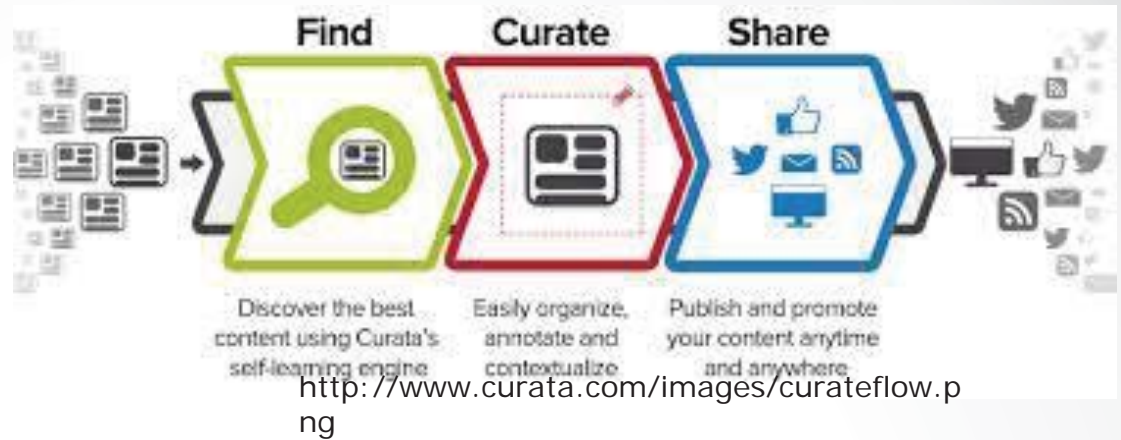 Find
Curate
Share
Discover the best
content using Curata's
self-learning engine
Easily organize,
annotate and
contextualize
Publish and promote
your content anytime
and anywhere
http://www.curata.com/images/curateflow.p
ng